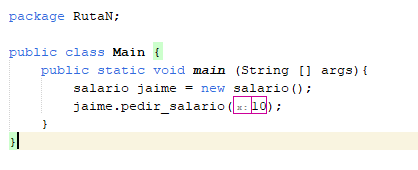 package RutaN;
public class Main {
public static void main (String [] args){
salario jaime = new salario();
jaime.pedir_salario(x: 10);
}
}